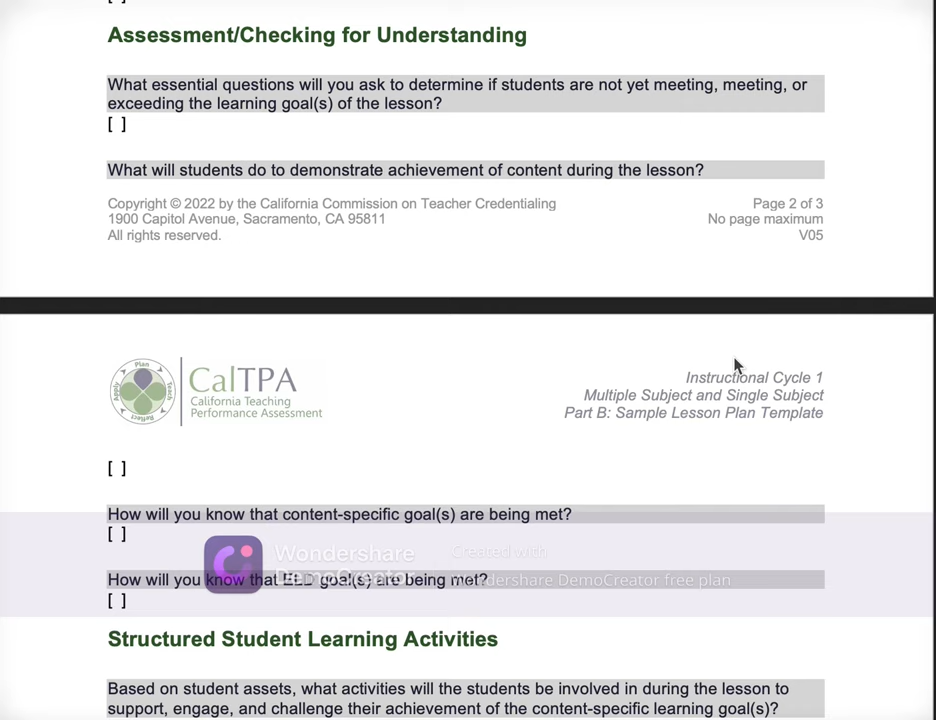 [ ]
Assessment/Checking for Understanding
What essential questions will you ask to determine if students are not yet meeting, meeting, or
exceeding the learning goal(s) of the lesson?
[ ]
What will students do to demonstrate achievement of content during the lesson?
Copyright © 2022 by the California Commission on Teacher Credentialing
1900 Capitol Avenue, Sacramento, CA 95811
All rights reserved.
Page 2 of 3
No page maximum
V05
Plan
Teach
Reflect
Apply
CalTPA
California Teaching
Performance Assessment
Instructional Cycle 1
Multiple Subject and Single Subject
Part B: Sample Lesson Plan Template
[ ]
How will you know that content-specific goal(s) are being met?
[ ]
Wondershare
DemoCreator
Created with
Wondershare DemoCreator free plan
How will you know that ELD goal(s) are being met?
[ ]
Structured Student Learning Activities
Based on student assets, what activities will the students be involved in during the lesson to
support, engage, and challenge their achievement of the content-specific learning goal(s)?